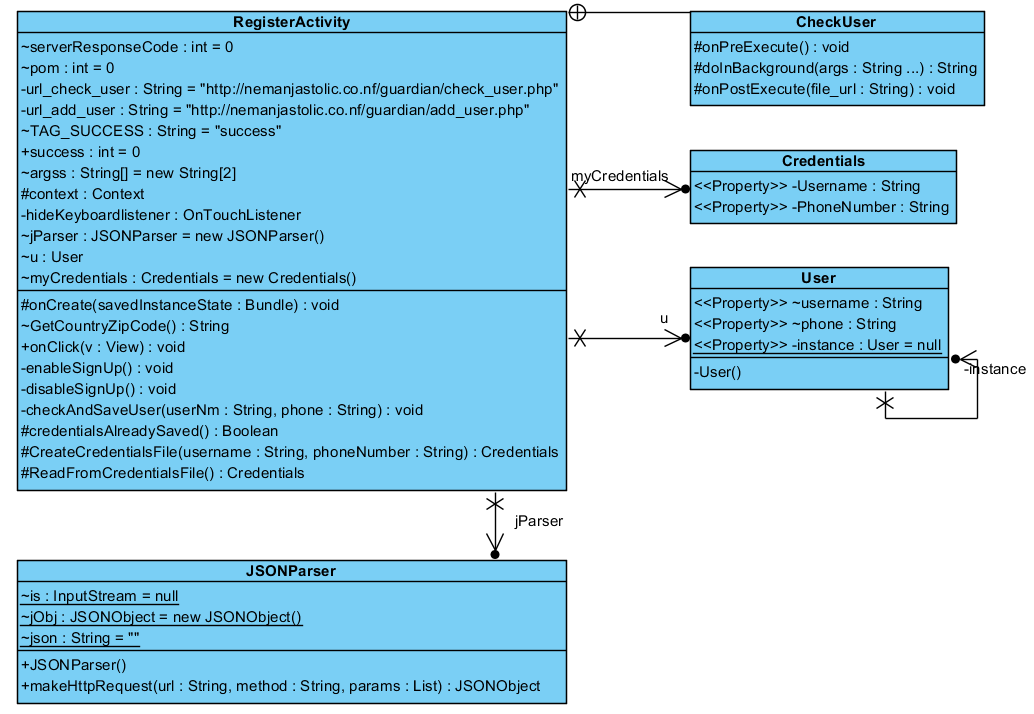 RegisterActivity
~serverResponseCode : int = 0
~pom : int = 0
-url_check_user : String = "http://nemanjastolic.co.nf/guardian/check_user.php"
-url_add_user : String = "http://nemanjastolic.co.nf/guardian/add_user.php"
~TAG_SUCCESS : String = "success"
+success : int = 0
~argss : String[] = new String[2]
#context : Context
-hideKeyboardlistener : OnTouchListener
~jParser : JSONParser = new JSONParser()
~u : User
~myCredentials : Credentials = new Credentials()
#onCreate(savedInstanceState : Bundle) : void
~GetCountryZipCode() : String
+onClick(v : View) : void
-enableSignUp() : void
-disableSignUp() : void
-checkAndSaveUser(userNm : String, phone : String) : void
#credentialsAlreadySaved() : Boolean
#CreateCredentialsFile(username : String, phoneNumber : String) : Credentials
#ReadFromCredentialsFile() : Credentials
CheckUser
#onPreExecute() : void
#doInBackground(args : String ...) : String
#onPostExecute(file_url : String) : void
myCredentials
Credentials
<<Property>> -Username : String
<<Property>> -PhoneNumber : String
u
User
<<Property>> ~username : String
<<Property>> ~phone : String
<<Property>> -instance : User = null
-User()
-instance
jParser
JSONParser
~is : InputStream = null
~jObj : JSONObject = new JSONObject()
~json : String = ""
+JSONParser()
+makeHttpRequest(url : String, method : String, params : List) : JSONObject